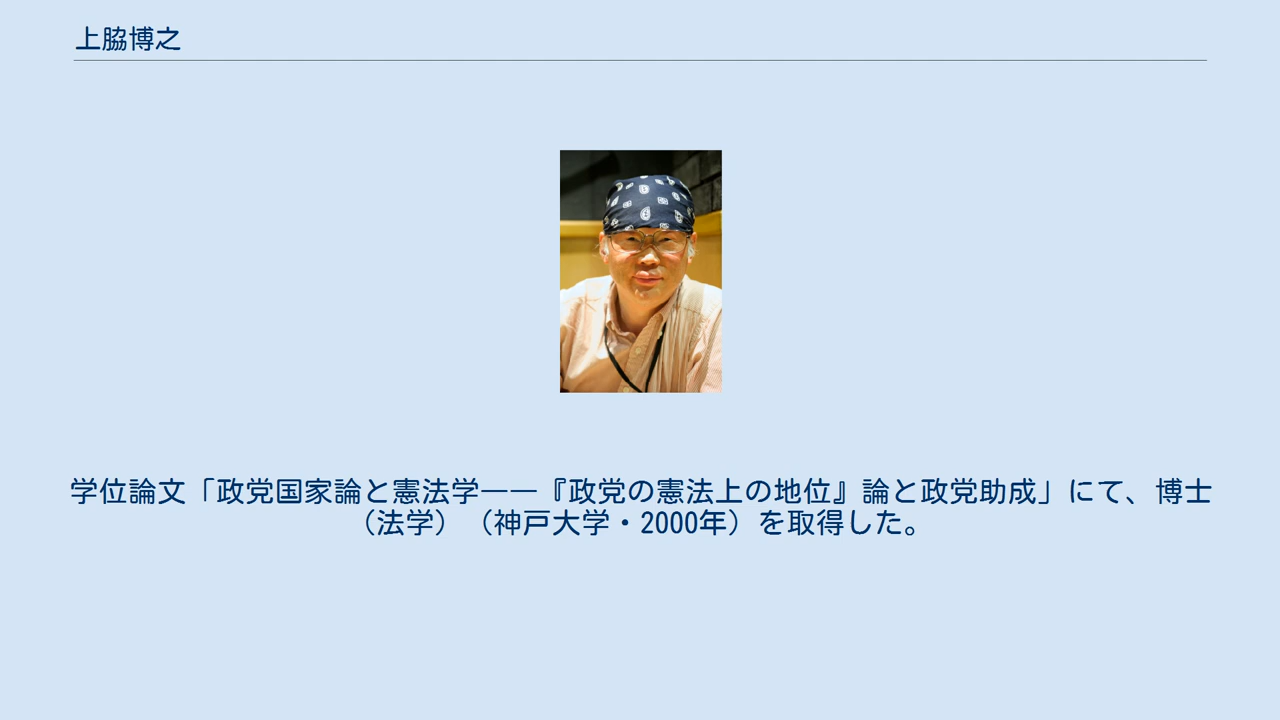 上脇博之
学位論文「政党国家論と憲法学――『政党の憲法上の地位』論と政党助成」にて、博士
（法学）（神戸大学・2000年）を取得した。